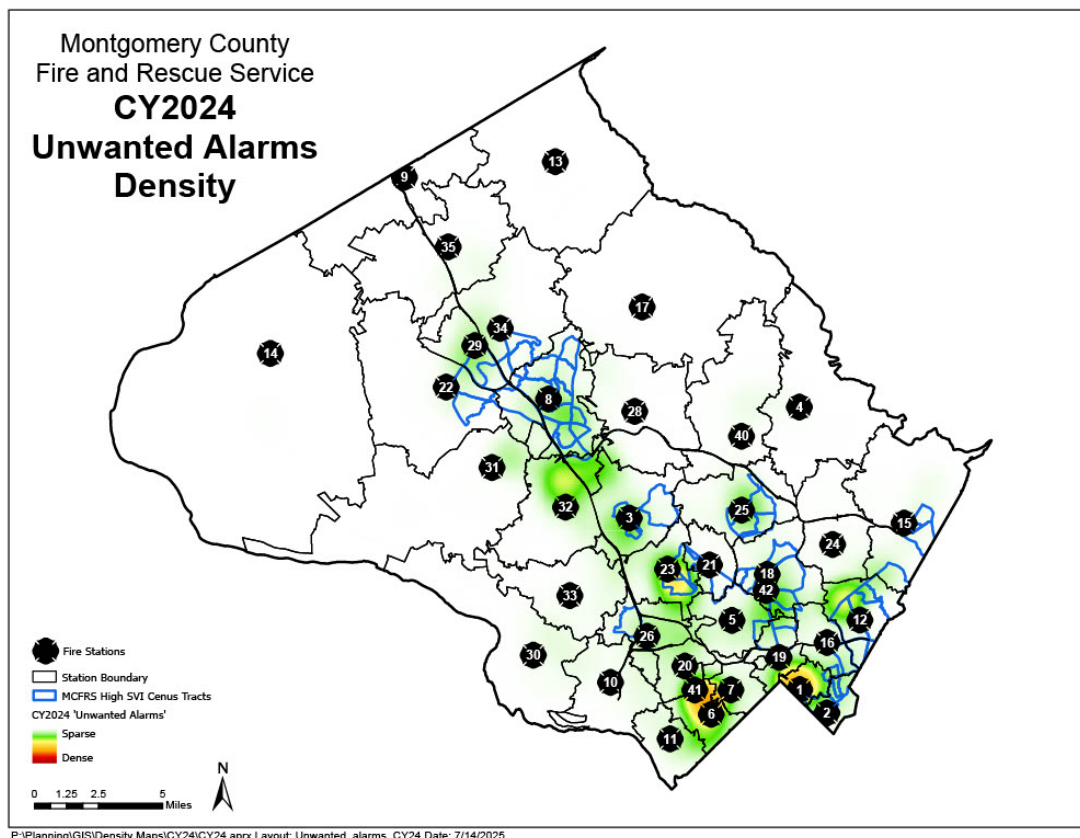 Montgomery County
Fire and Rescue Service
CY2024
Unwanted Alarms
Density
13
9
35
17
34
29
14
22
8
28
4
40
31
32
3
25
15
24
23
21
18
42
33
5
12
26
16
30
20
19
10
41
7
1
6
2
11
Fire Stations
Station Boundary
MCFRS High SVI Cenus Tracts
CY2024 'Unwanted Alarms'
Sparse
Dense
N
0 1.25 2.5 5
Miles
P:\Planning\GIS\Density Maps\CY24\CY24.aprx Layout: Unwanted_alarms_CY24 Date: 7/14/2025